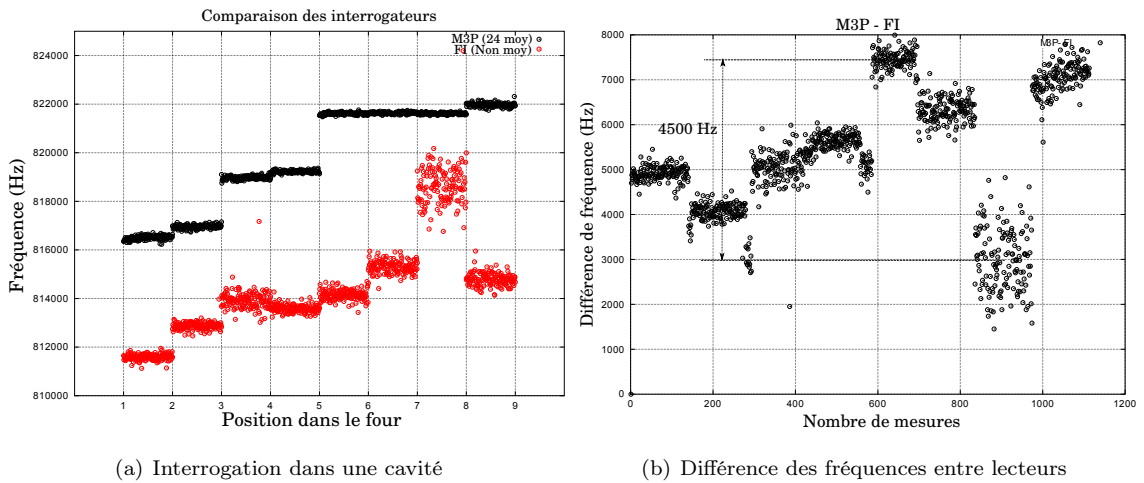 Comparaison des interrogateurs
M3P (24 moy)
FI (Non moy)
Fréquence (Hz)
824000
822000
820000
818000
816000
814000
812000
810000
1 2 3 4 5 6 7 8 9
Position dans le four
(a) Interrogation dans une cavité
M3P - FI
M3P- FI
Différence de fréquence (Hz)
8000
7000
6000
5000
4000
3000
2000
1000
0
4500 Hz
0 200 400 600 800 1000 1200
Nombre de mesures
(b) Différence des fréquences entre lecteurs